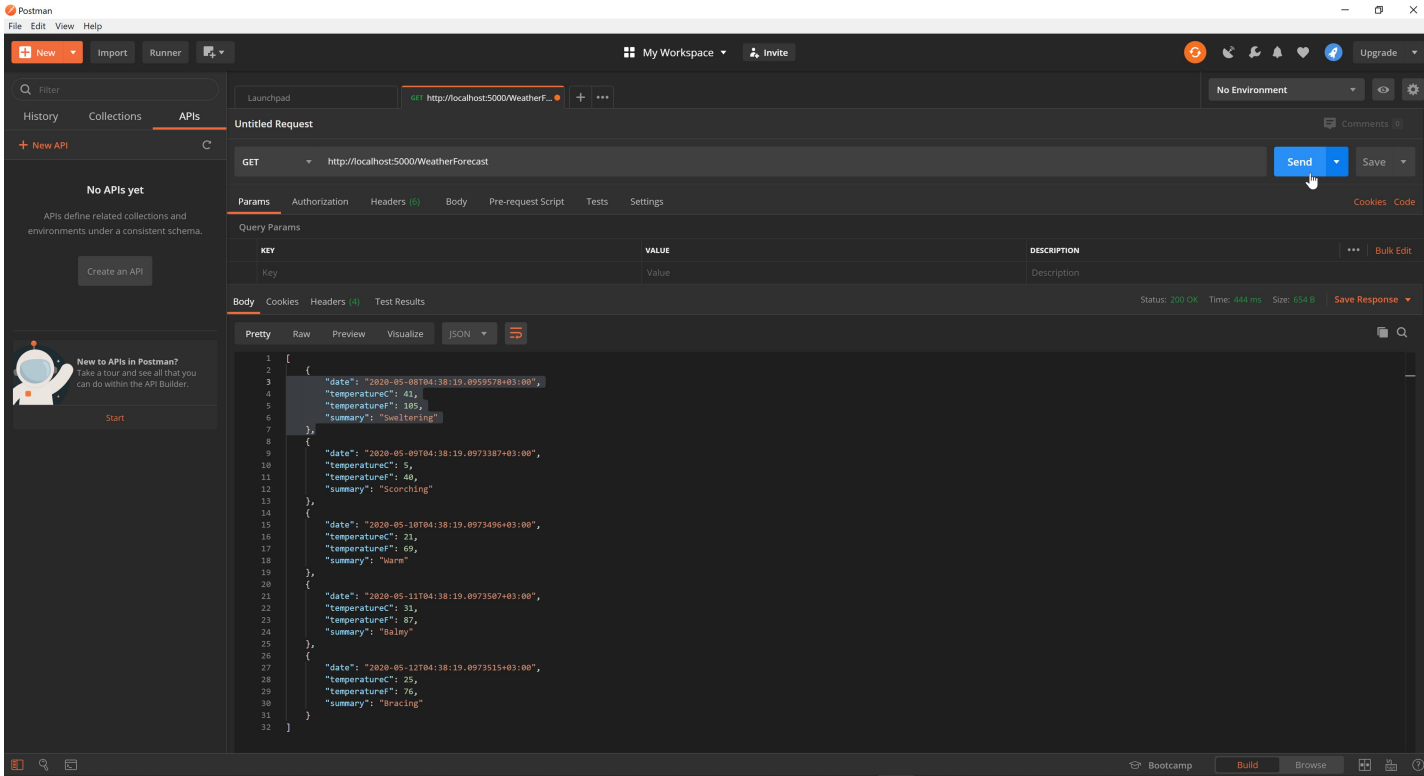 Postman
File Edit View Help
New Import Runner My Workspace Invite Upgrade
Filter
History Collections APIs
New API
No APIs yet
APIs define related collections and
environments under a consistent schema.
Create an API
New to APIs in Postman?
Take a tour and see all that you
can do within the API Builder.
Start
Launchpad GET http://localhost:5000/WeatherF... No Environment
Untitled Request Comments 0
GET http://localhost:5000/WeatherForecast Send Save
Params Authorization Headers (6) Body Pre-request Script Tests Settings Cookies Code
Query Params
KEY VALUE DESCRIPTION Bulk Edit
Key Value Description
Body Cookies Headers (4) Test Results Status: 200 OK Time: 444 ms Size: 654 B Save Response
Pretty Raw Preview Visualize JSON
1 [
2 {
3 "date": "2020-05-08T04:38:19.0959578+03:00",
4 "temperatureC": 41,
5 "temperatureF": 105,
6 "summary": "Sweltering"
7 },
8 {
9 "date": "2020-05-09T04:38:19.0973387+03:00",
10 "temperatureC": 5,
11 "temperatureF": 40,
12 "summary": "Scorching"
13 },
14 {
15 "date": "2020-05-10T04:38:19.0973496+03:00",
16 "temperatureC": 21,
17 "temperatureF": 69,
18 "summary": "Warm"
19 },
20 {
21 "date": "2020-05-11T04:38:19.0973507+03:00",
22 "temperatureC": 31,
23 "temperatureF": 87,
24 "summary": "Balmy"
25 },
26 {
27 "date": "2020-05-12T04:38:19.0973515+03:00",
28 "temperatureC": 25,
29 "temperatureF": 76,
30 "summary": "Bracing"
31 }
32 ]
Bootcamp Build Browse